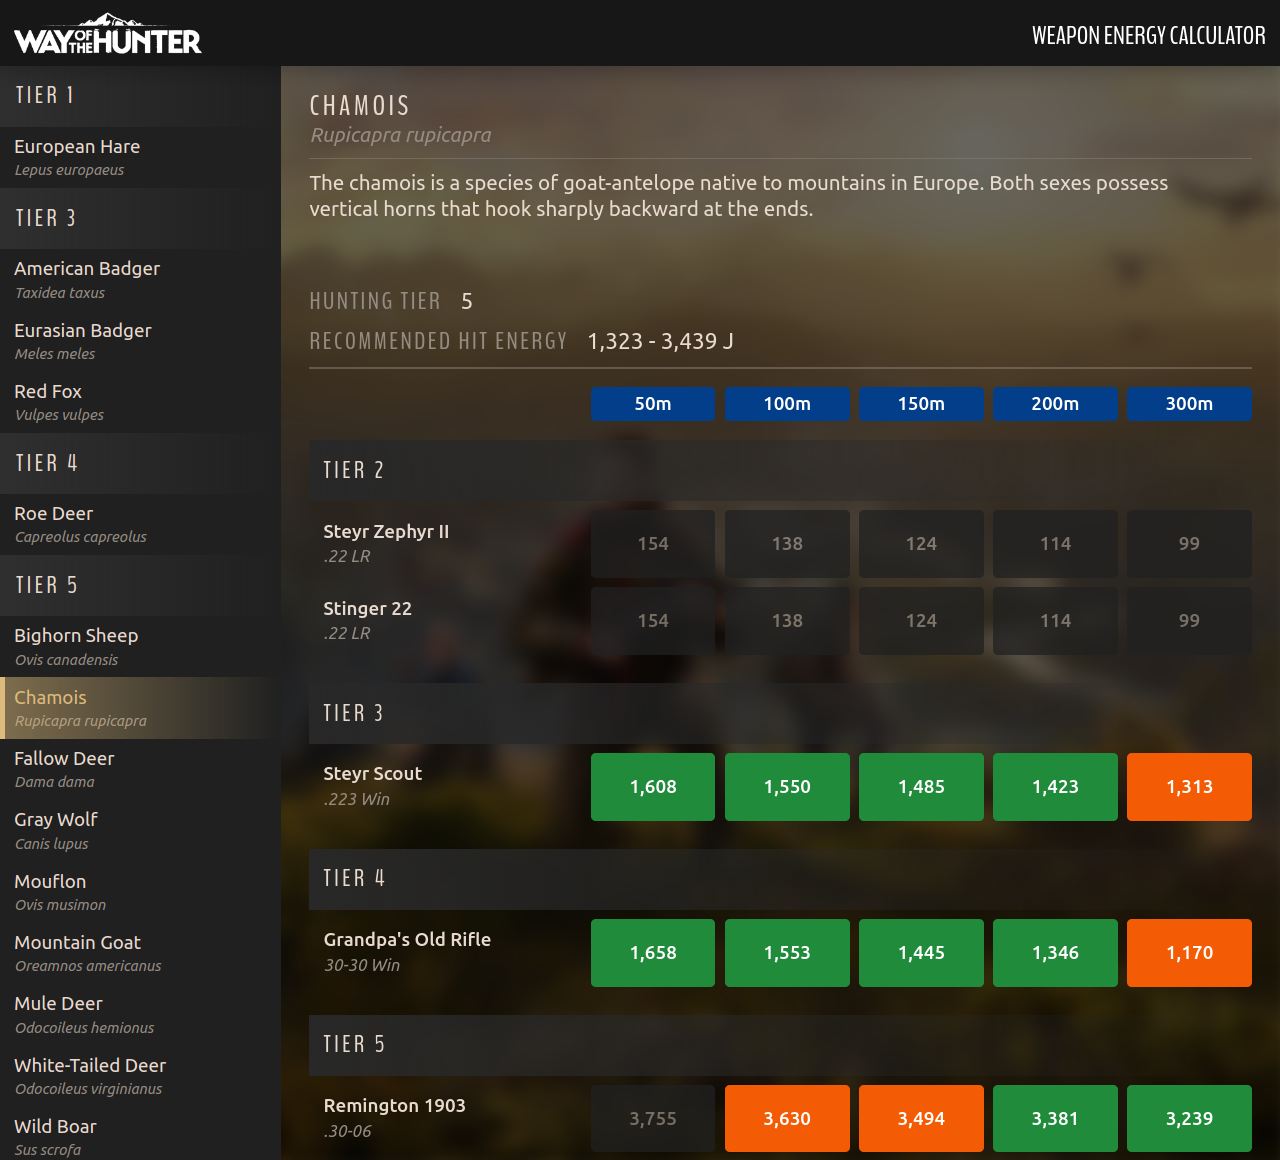 WAY OF THE HUNTER
WEAPON ENERGY CALCULATOR
TIER 1
European Hare
Lepus europaeus
TIER 3
American Badger
Taxidea taxus
Eurasian Badger
Meles meles
Red Fox
Vulpes vulpes
TIER 4
Roe Deer
Capreolus capreolus
TIER 5
Bighorn Sheep
Ovis canadensis
Chamois
Rupicapra rupicapra
Fallow Deer
Dama dama
Gray Wolf
Canis lupus
Mouflon
Ovis musimon
Mountain Goat
Oreamnos americanus
Mule Deer
Odocoileus hemionus
White-Tailed Deer
Odocoileus virginianus
Wild Boar
Sus scrofa
CHAMOIS
Rupicapra rupicapra
The chamois is a species of goat-antelope native to mountains in Europe. Both sexes possess
vertical horns that hook sharply backward at the ends.
HUNTING TIER 5
RECOMMENDED HIT ENERGY 1,323 - 3,439 J
50m 100m 150m 200m 300m
TIER 2
Steyr Zephyr II
.22 LR
154 138 124 114 99
Stinger 22
.22 LR
154 138 124 114 99
TIER 3
Steyr Scout
.223 Win
1,608 1,550 1,485 1,423 1,313
TIER 4
Grandpa's Old Rifle
30-30 Win
1,658 1,553 1,445 1,346 1,170
TIER 5
Remington 1903
.30-06
3,755 3,630 3,494 3,381 3,239